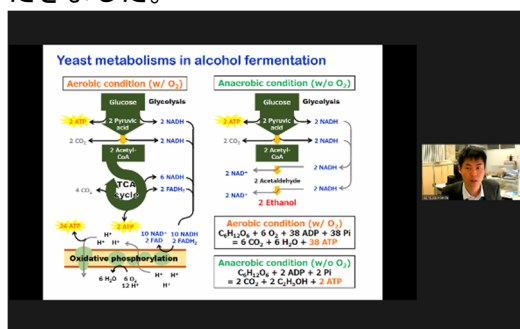 Yeast metabolisms in alcohol fermentation
Aerobic condition (w/ O₂)
Glucose Glycolysis
2 ATP 2 Pyruvic acid 2 NADH
2 CO₂ 2 NADH
2 Acetyl-CoA
6 NADH
2 FADH₂
4 CO₂ TCA cycle
34 ATP 2 ATP
H⁺ H⁺ H⁺
10 NAD⁺ 10 NADH
2 FAD 2 FADH₂
Oxidative phosphorylation
6 H₂O 6 O₂ 12 H⁺ H⁺ H⁺ H⁺
Anaerobic condition (w/o O₂)
Glucose Glycolysis
2 ATP 2 Pyruvic acid 2 NADH
2 CO₂ 2 NADH
2 Acetyl-CoA
2 NAD⁺ 2 NADH
2 Acetaldehyde
2 NAD⁺ 2 NADH
2 Ethanol
Aerobic condition (w/ O₂)
C₆H₁₂O₆ + 6 O₂ + 38 ADP + 38 Pi
= 6 CO₂ + 6 H₂O + 38 ATP
Anaerobic condition (w/o O₂)
C₆H₁₂O₆ + 2 ADP + 2 Pi
= 2 CO₂ + 2 C₂H₅OH + 2 ATP